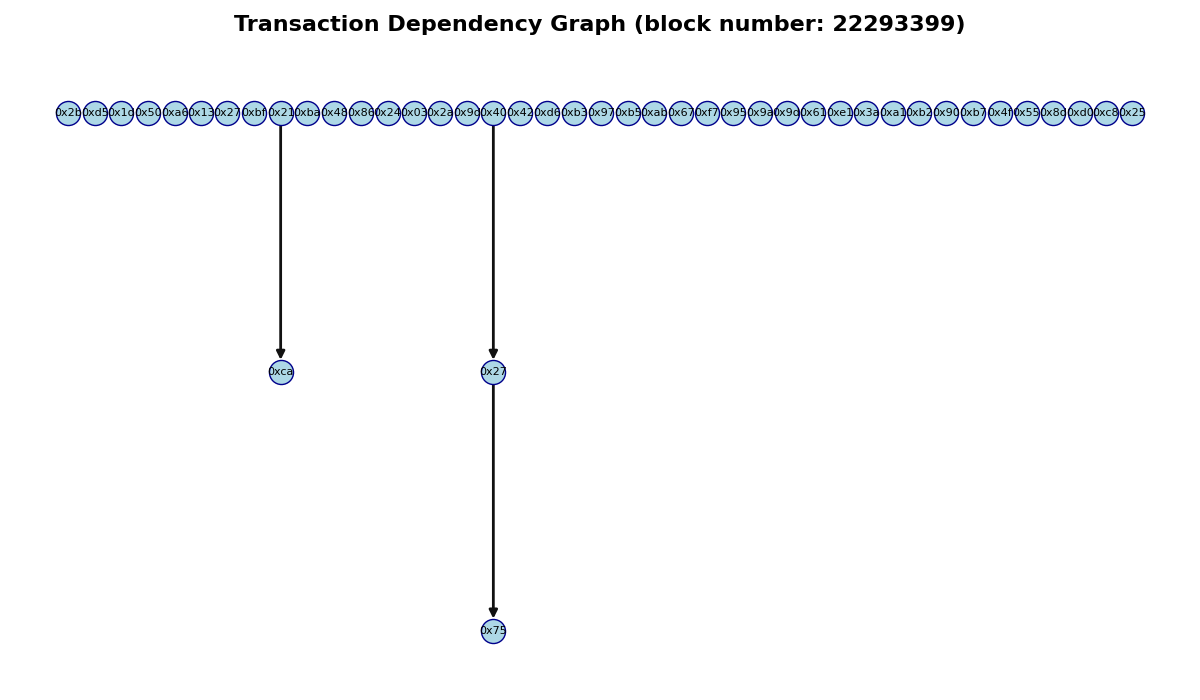 Transaction Dependency Graph (block number: 22293399)
0x2b 0xd5 0x1d 0x50 0xa6 0x13 0x27 0xbf 0x21 0xba 0x48 0x86 0x24 0x03 0x2a 0x9d 0x40 0x42 0xd6 0xb3 0x97 0xb5 0xab 0x67 0xf7 0x95 0x9a 0x9d 0x61 0xe1 0x3a 0xa1 0xb2 0x90 0xb7 0x4f 0x55 0x8d 0xd0 0xc8 0x25
0xca 0x27
0x75